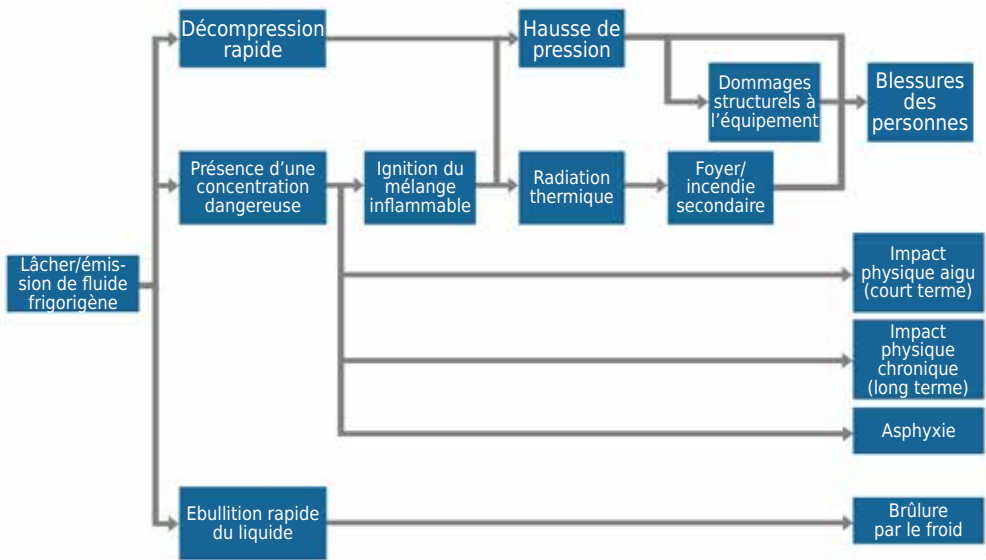 Décompression
rapide
Hausse de
pression
Dommages
structurels à
l'équipement
Blessures
des
personnes
Présence d'une
concentration
dangereuse
Ignition du
mélange
inflammable
Radiation
thermique
Foyer/
incendie
secondaire
Lâcher/émis-
sion de fluide
frigorigène
Impact
physique aigu
(court terme)
Impact
physique
chronique
(long terme)
Asphyxie
Ebullition rapide
du liquide
Brûlure
par le froid